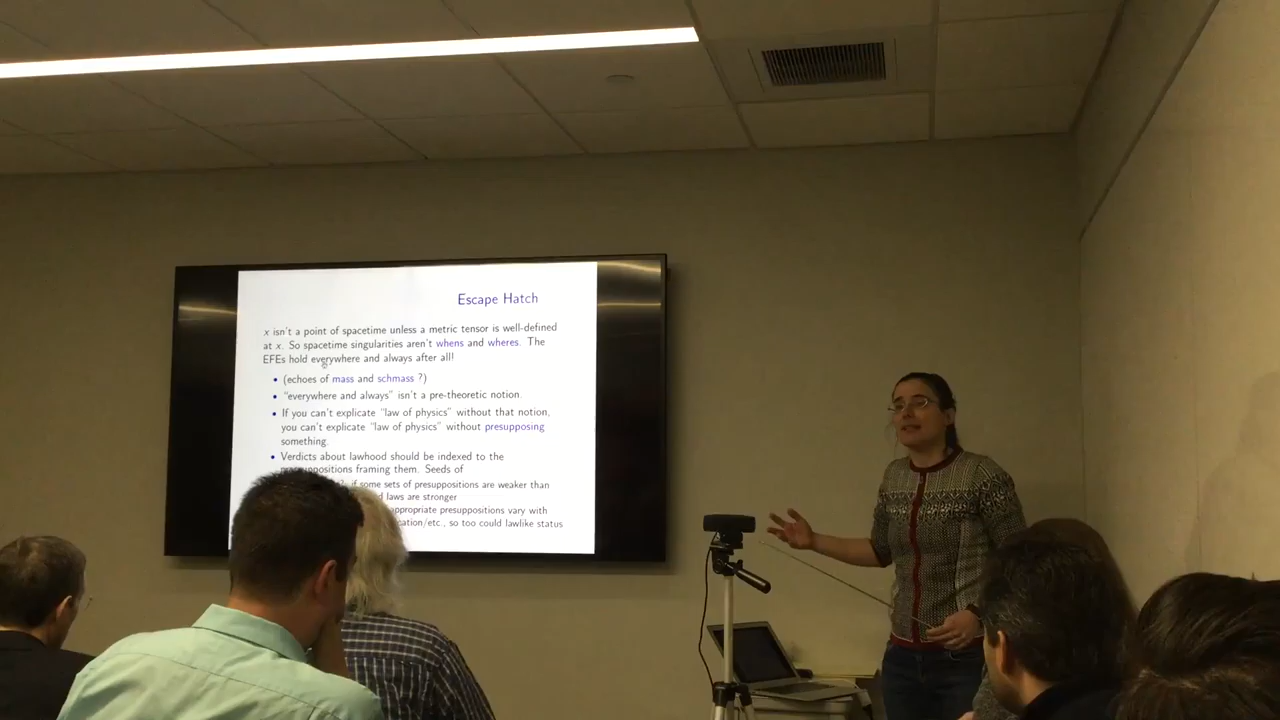 Escape Hatch
x isn't a point of spacetime unless a metric tensor is well-defined
at x. So spacetime singularities aren't whens and wheres. The
EFEs hold everywhere and always after all!
• (echoes of mass and schmass ?)
• "everywhere and always" isn't a pre-theoretic notion.
• If you can't explicate "law of physics" without that notion,
you can't explicate "law of physics" without presupposing
something.
• Verdicts about lawhood should be indexed to the
presuppositions framing them. Seeds of
if some sets of presuppositions are weaker than
laws are stronger
appropriate presuppositions vary with
so too could lawlike status